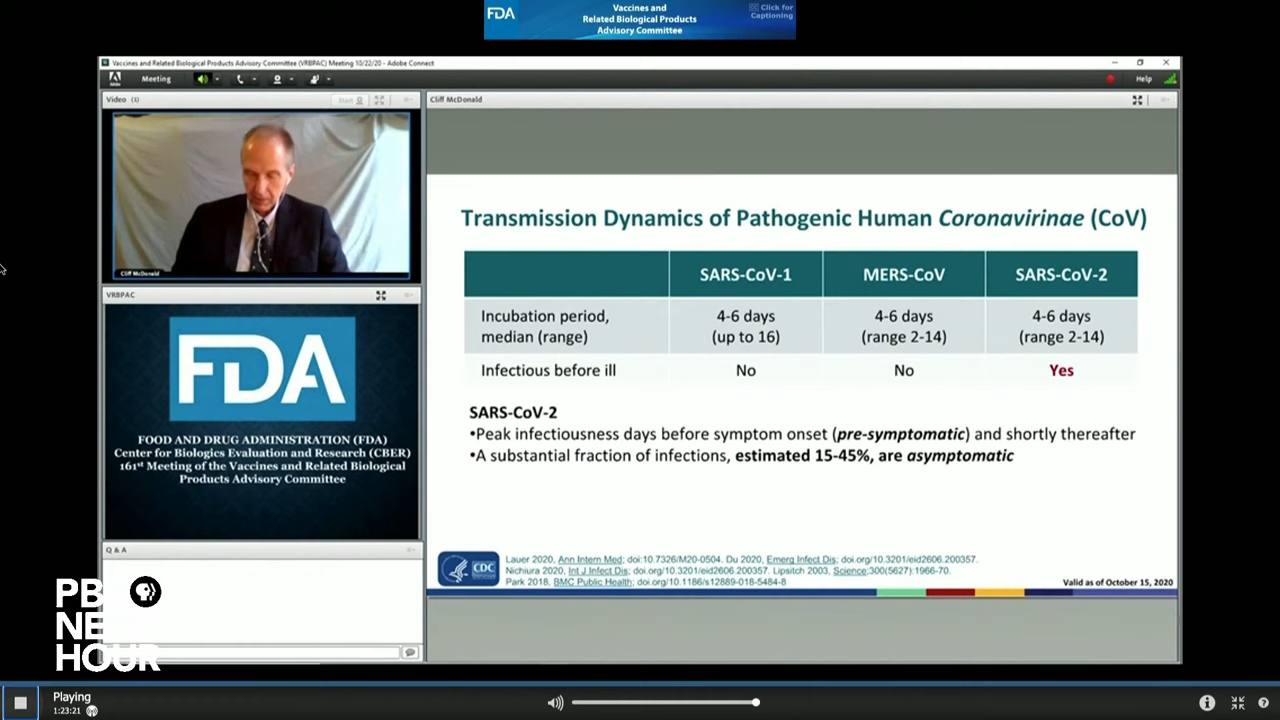 FDA
Vaccines and
Related Biological Products
Advisory Committee
Click for
Captioning
Vaccines and Related Biological Products Advisory Committee (VRBPAC) Meeting 10/22/20 - Adobe Connect
Meeting
Help
Video (1)
Start
Cliff McDonald
Cliff McDonald
VRBPAC
FDA
FOOD AND DRUG ADMINISTRATION (FDA)
Center for Biologics Evaluation and Research (CBER)
161st Meeting of the Vaccines and Related Biological
Products Advisory Committee
Q & A
Transmission Dynamics of Pathogenic Human Coronavirinae (CoV)
SARS-CoV-1 MERS-CoV SARS-CoV-2
Incubation period, 4-6 days 4-6 days 4-6 days
median (range) (up to 16) (range 2-14) (range 2-14)
Infectious before ill No No Yes
SARS-CoV-2
•Peak infectiousness days before symptom onset (pre-symptomatic) and shortly thereafter
•A substantial fraction of infections, estimated 15-45%, are asymptomatic
CDC
Lauer 2020, Ann Intern Med; doi:10.7326/M20-0504. Du 2020, Emerg Infect Dis; doi.org/10.3201/eid2606.200357.
Nichiura 2020, Int J Infect Dis; doi.org/10.3201/eid2606.200357. Lipsitch 2003, Science;300(5627):1966-70.
Park 2018, BMC Public Health; doi.org/10.1186/s12889-018-5484-8
Valid as of October 15, 2020
PBS
NEWS
HOUR
Playing
1:23:21